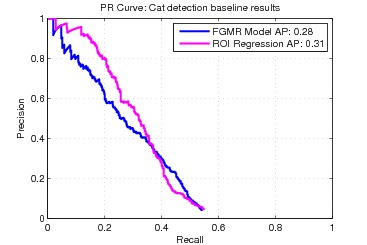 PR Curve: Cat detection baseline results
FGMR Model AP: 0.28
ROI Regression AP: 0.31
Precision
1
0.8
0.6
0.4
0.2
0
0
0.2
0.4
0.6
0.8
1
Recall